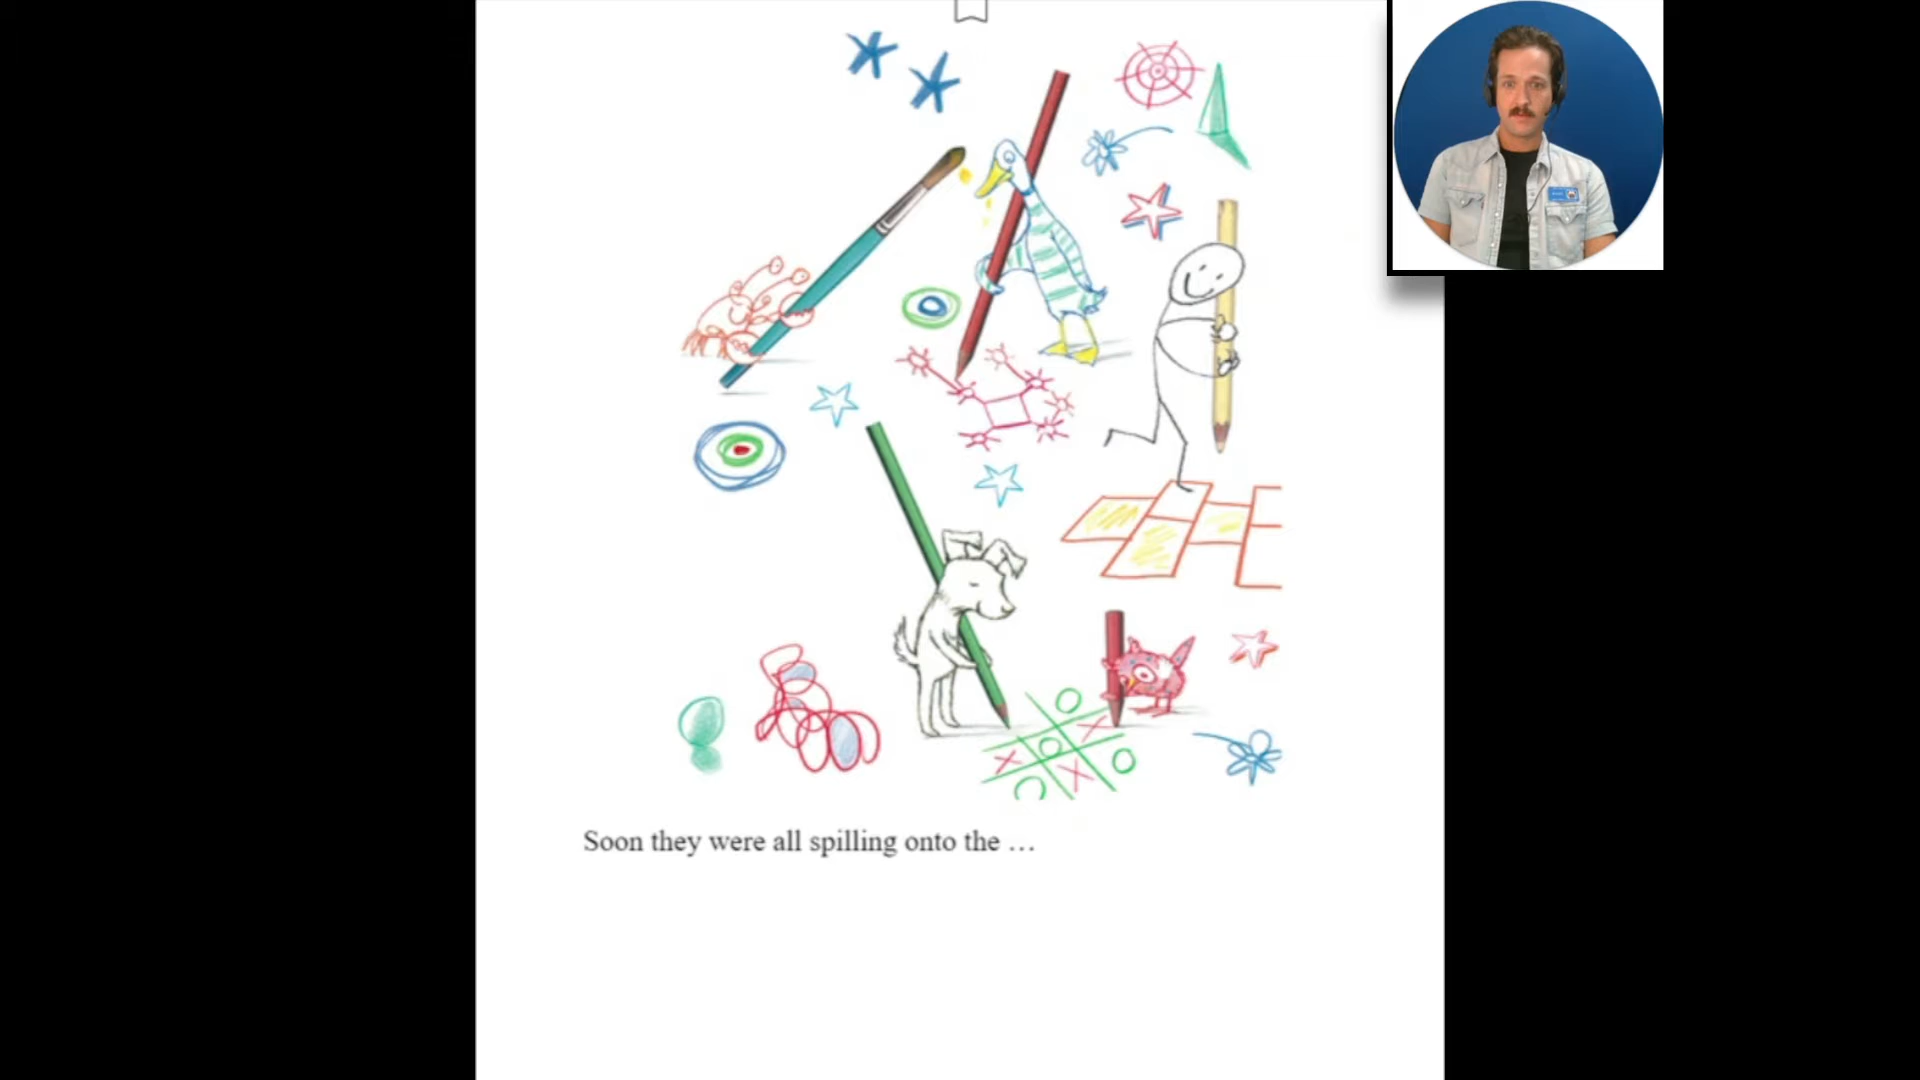 Soon they were all spilling onto the …